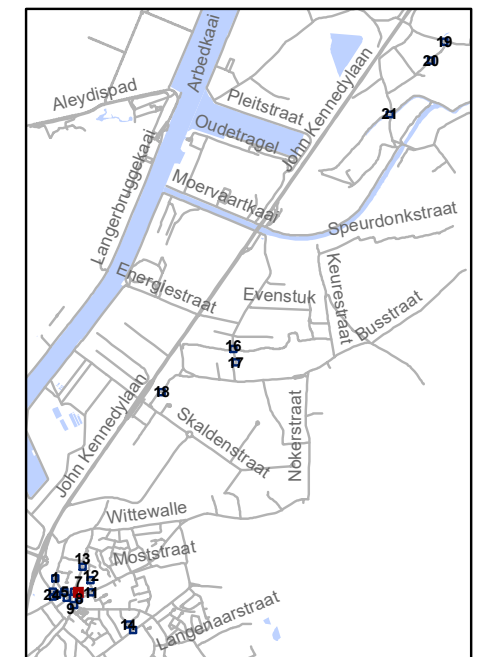 19
20
Arbedkaai
Aleydispad
Pleitstraat
John Kennedylaan
21
Oudetragel
Langerbruggekaai
Moervaartkaai
Speurdonkstraat
Energiestraat
Evenstuk
Keurestraat
Busstraat
16
17
18
John Kennedylaan
Skaldenstraat
Nokerstraat
Wittewalle
Moststraat
13
12
7
11
9
14
Langenaarstraat